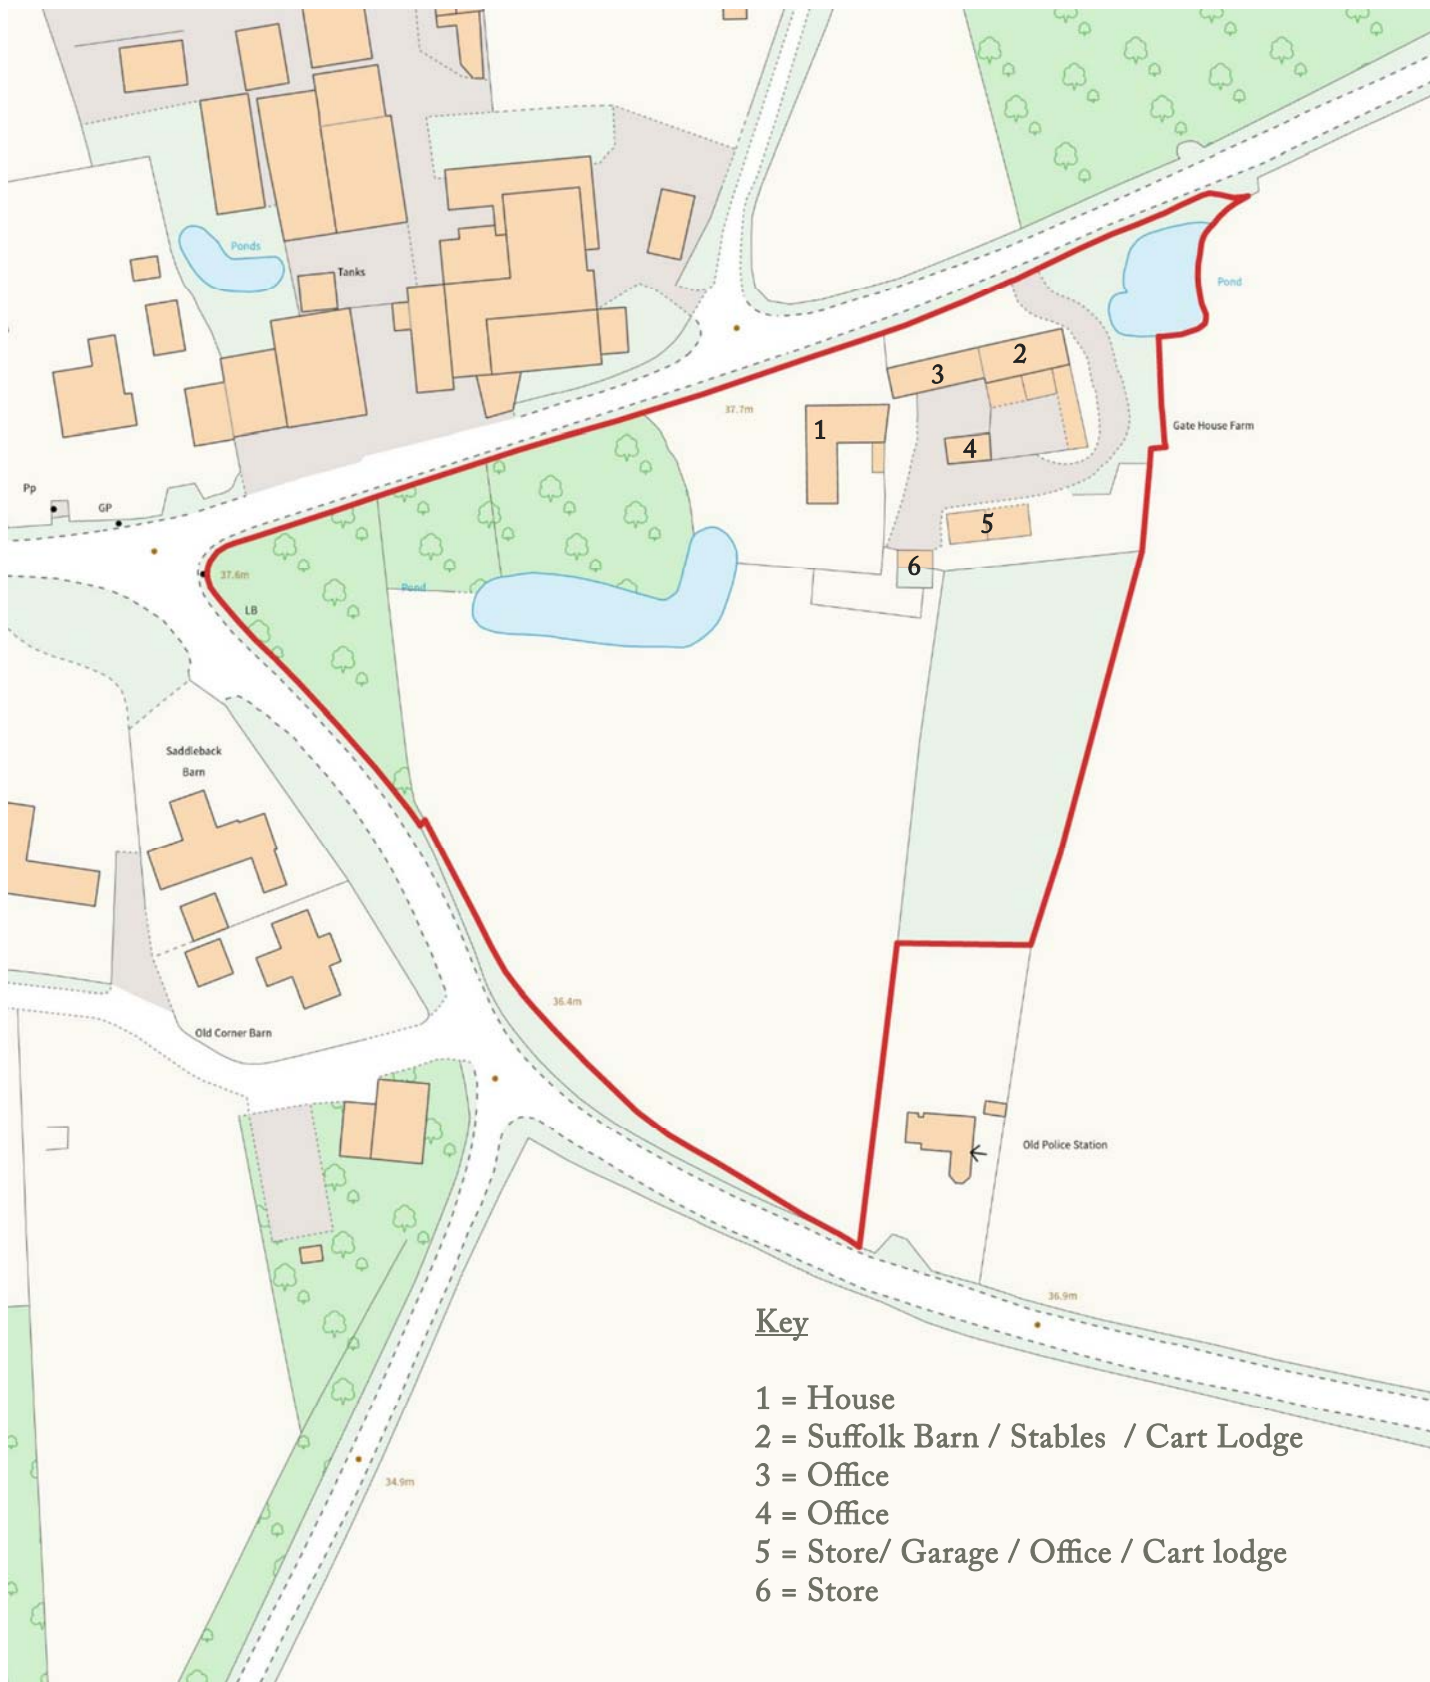 Ponds
Tanks
Pond
2
3
37.7m
1
Gate House Farm
4
Pp
GP
5
6
37.6m
Pond
LB
Saddleback
Barn
36.4m
Old Corner Barn
Old Police Station
36.9m
Key
1 = House
2 = Suffolk Barn / Stables / Cart Lodge
3 = Office
34.9m
4 = Office
5 = Store/ Garage / Office / Cart lodge
6 = Store